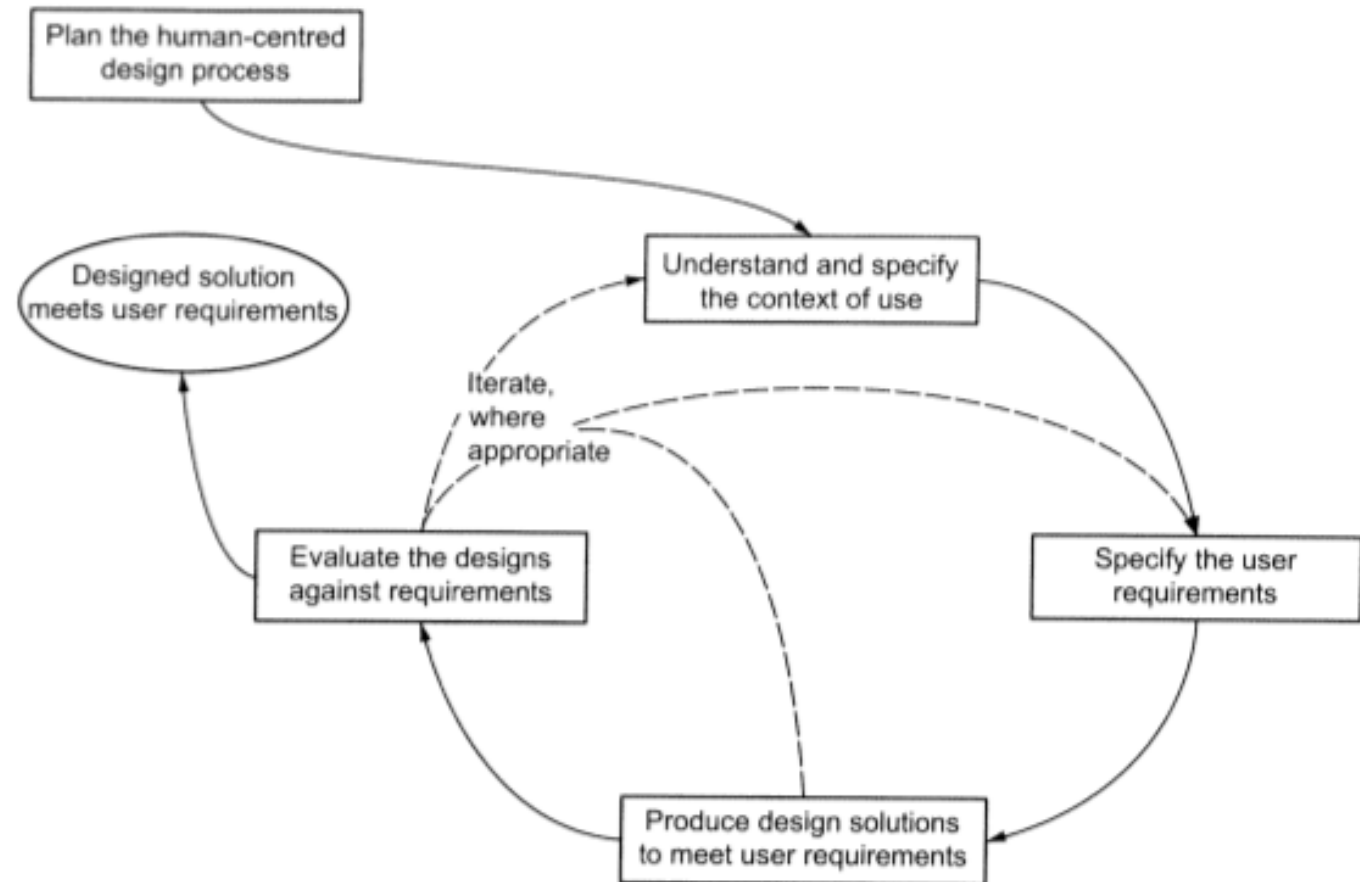 Plan the human-centred
design process
Designed solution
meets user requirements
Understand and specify
the context of use
Iterate,
where
appropriate
Evaluate the designs
against requirements
Specify the user
requirements
Produce design solutions
to meet user requirements